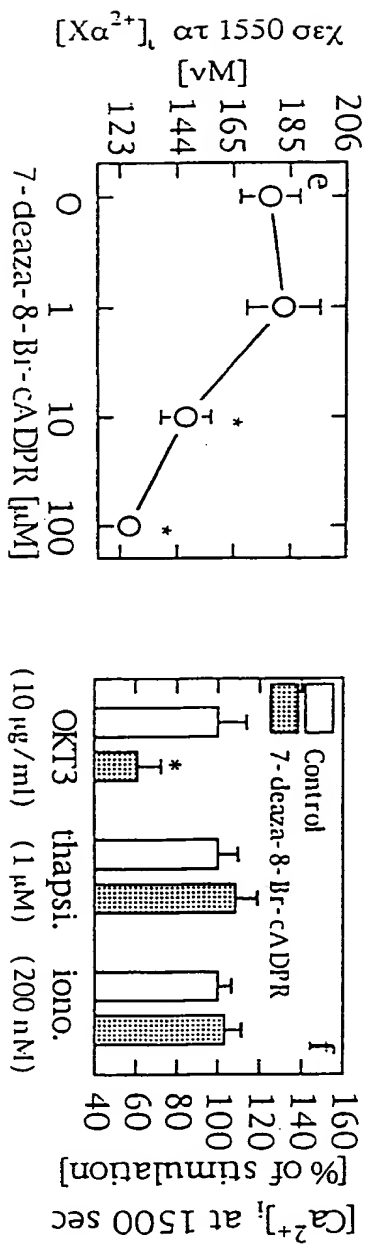 [Χα²⁺]ᵢ ατ 1550 σεχ
[νM]
206
185
165
144
123
e
*
*
0 1 10 100
7-deaza-8-Br-cADPR [µM]
[Ca²⁺]ᵢ at 1500 sec
[% of stimulation]
160
140
120
100
80
60
40
f
Control
7-deaza-8-Br-cADPR
*
OKT3 thapsi. iono.
(10 µg/ml) (1 µM) (200 nM)